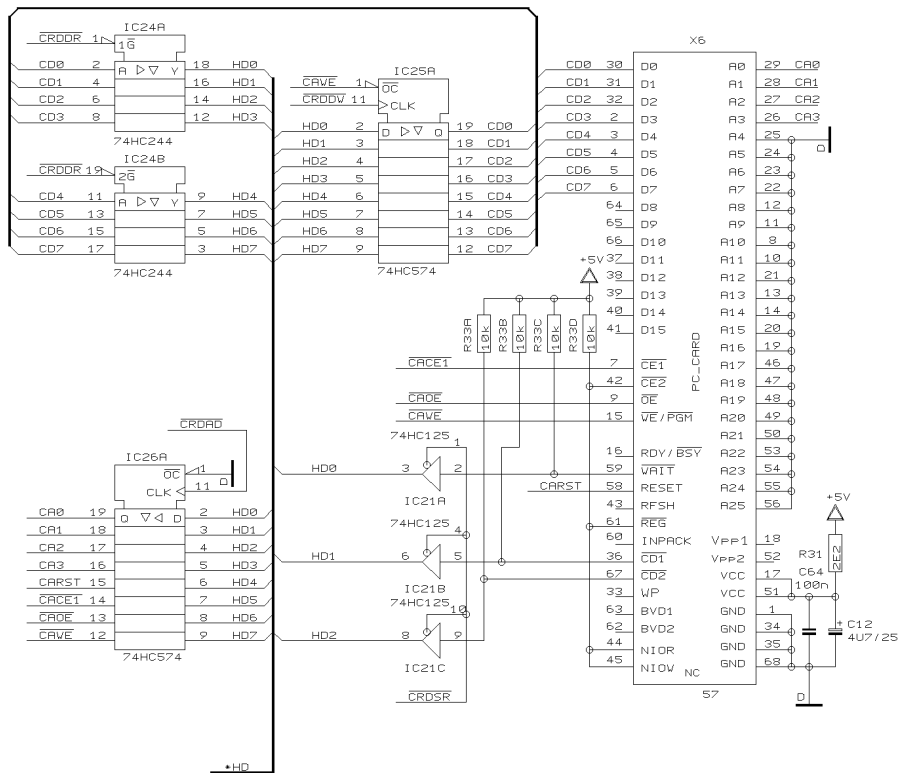 IC24A
CRDDR 1 1G
CD0 2 A ▷▽ Y 18 HD0
CD1 4 16 HD1
CD2 6 14 HD2
CD3 8 12 HD3
74HC244
IC24B
CRDDR 19 2G
CD4 11 A ▷▽ Y 9 HD4
CD5 13 7 HD5
CD6 15 5 HD6
CD7 17 3 HD7
74HC244
IC25A
CAWE 1 OC
CRDDW 11 CLK
HD0 2 D ▷▽ Q 19 CD0
HD1 3 18 CD1
HD2 4 17 CD2
HD3 5 16 CD3
HD4 6 15 CD4
HD5 7 14 CD5
HD6 8 13 CD6
HD7 9 12 CD7
74HC574
X6
CD0 30 D0 A0 29 CA0
CD1 31 D1 A1 28 CA1
CD2 32 D2 A2 27 CA2
CD3 2 D3 A3 26 CA3
CD4 3 D4 A4 25 D
CD5 4 D5 A5 24
CD6 5 D6 A6 23
CD7 6 D7 A7 22
64 D8 A8 12
65 D9 A9 11
66 D10 A10 8
37 D11 A11 10
38 D12 A12 21
39 D13 A13 13
40 D14 A14 14
41 D15 A15 20
A16 19
7 CE1 A17 46
42 CE2 A18 47
9 OE A19 48
15 WE/PGM A20 49
A21 50
16 RDY/BSY A22 53
59 WAIT A23 54
58 RESET A24 55
43 RFSH A25 56
61 REG
60 INPACK Vpp1 18
36 CD1 Vpp2 52
67 CD2 VCC 17
33 WP VCC 51
63 BVD1 GND 1
62 BVD2 GND 34
44 NIOR GND 35
45 NIOW GND 68
NC
PC_CARD
57
+5V
R33A 10k
R33B 10k
R33C 10k
R33D 10k
CACE1
CAOE
CAWE
CARST
74HC125
1
HD0 3 2
IC21A
74HC125
4
HD1 6 5
IC21B
74HC125
10
HD2 8 9
IC21C
CRDSR
CRDAD
IC26A
OC 1 D
CLK 11
CA0 19 Q ▽◁ D 2 HD0
CA1 18 3 HD1
CA2 17 4 HD2
CA3 16 5 HD3
CARST 15 6 HD4
CACE1 14 7 HD5
CAOE 13 8 HD6
CAWE 12 9 HD7
74HC574
+5V
R31 2E2
C64
100n
+ C12
4U7/25
D
*HD